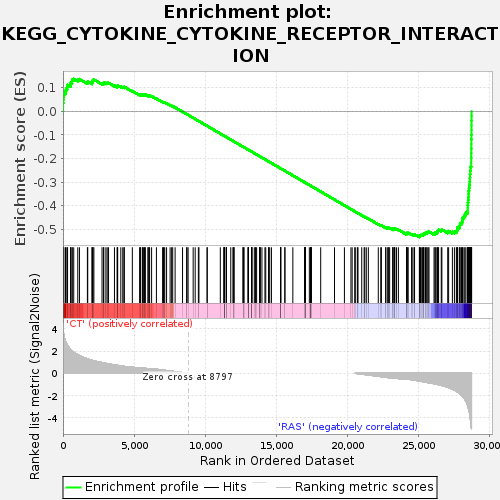 Enrichment plot:
KEGG_CYTOKINE_CYTOKINE_RECEPTOR_INTERACT
ION
Enrichment score (ES)
0.1
0.0
-0.1
-0.2
-0.3
-0.4
-0.5
Ranked list metric (Signal2Noise)
4
2
0
-2
-4
'CT' (positively correlated)
Zero cross at 8797
'RAS' (negatively correlated)
0
5,000
10,000
15,000
20,000
25,000
30,000
Rank in Ordered Dataset
Enrichment profile
Hits
Ranking metric scores